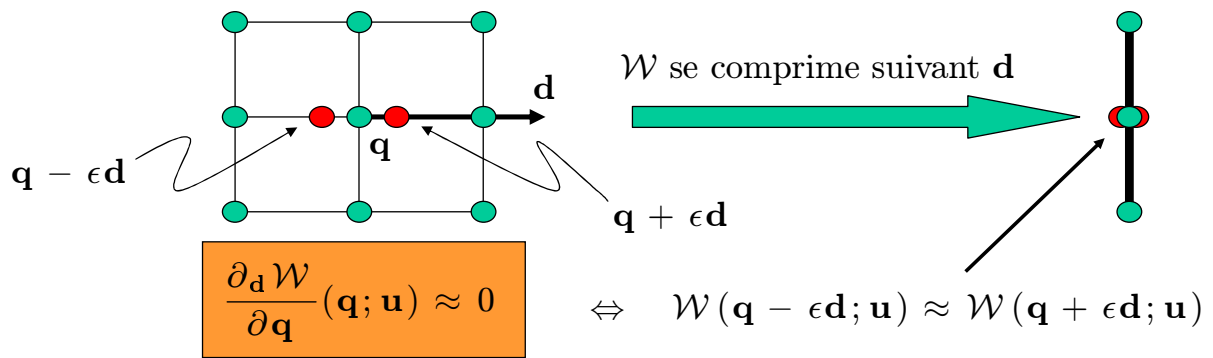 𝒲 se comprime suivant 𝐝
𝐝
𝐪
𝐪 − ϵ𝐝
𝐪 + ϵ𝐝
∂_𝐝 𝒲/∂𝐪 (𝐪; 𝐮) ≈ 0 ⇔ 𝒲(𝐪 − ϵ𝐝; 𝐮) ≈ 𝒲(𝐪 + ϵ𝐝; 𝐮)